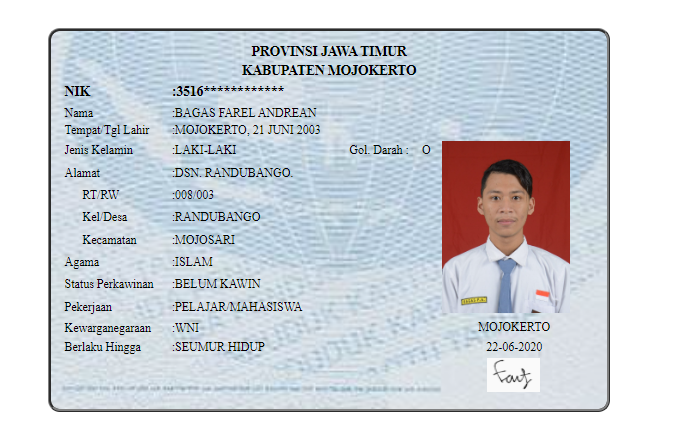 PROVINSI JAWA TIMUR
KABUPATEN MOJOKERTO
NIK :3516************
Nama :BAGAS FAREL ANDREAN
Tempat/Tgl Lahir :MOJOKERTO, 21 JUNI 2003
Jenis Kelamin :LAKI-LAKI Gol. Darah : O
Alamat :DSN. RANDUBANGO.
RT/RW :008/003
Kel/Desa :RANDUBANGO
Kecamatan :MOJOSARI
Agama :ISLAM
Status Perkawinan :BELUM KAWIN
Pekerjaan :PELAJAR/MAHASISWA
Kewarganegaraan :WNI
Berlaku Hingga :SEUMUR HIDUP
MOJOKERTO
22-06-2020